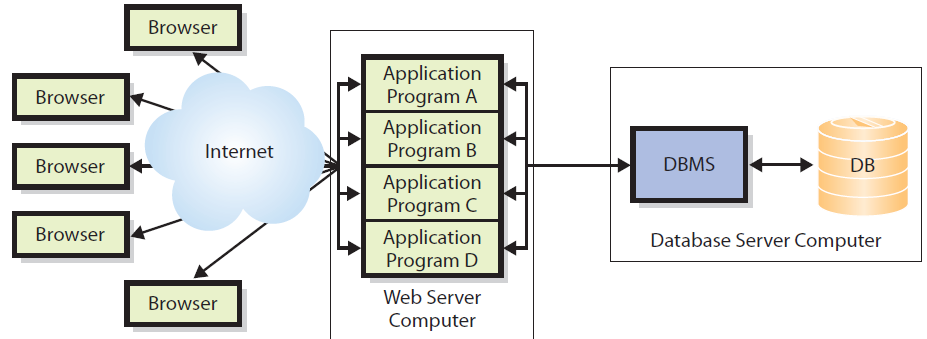 Browser
Browser
Browser
Browser
Browser
Internet
Application
Program A
Application
Program B
Application
Program C
Application
Program D
Web Server
Computer
DBMS
DB
Database Server Computer